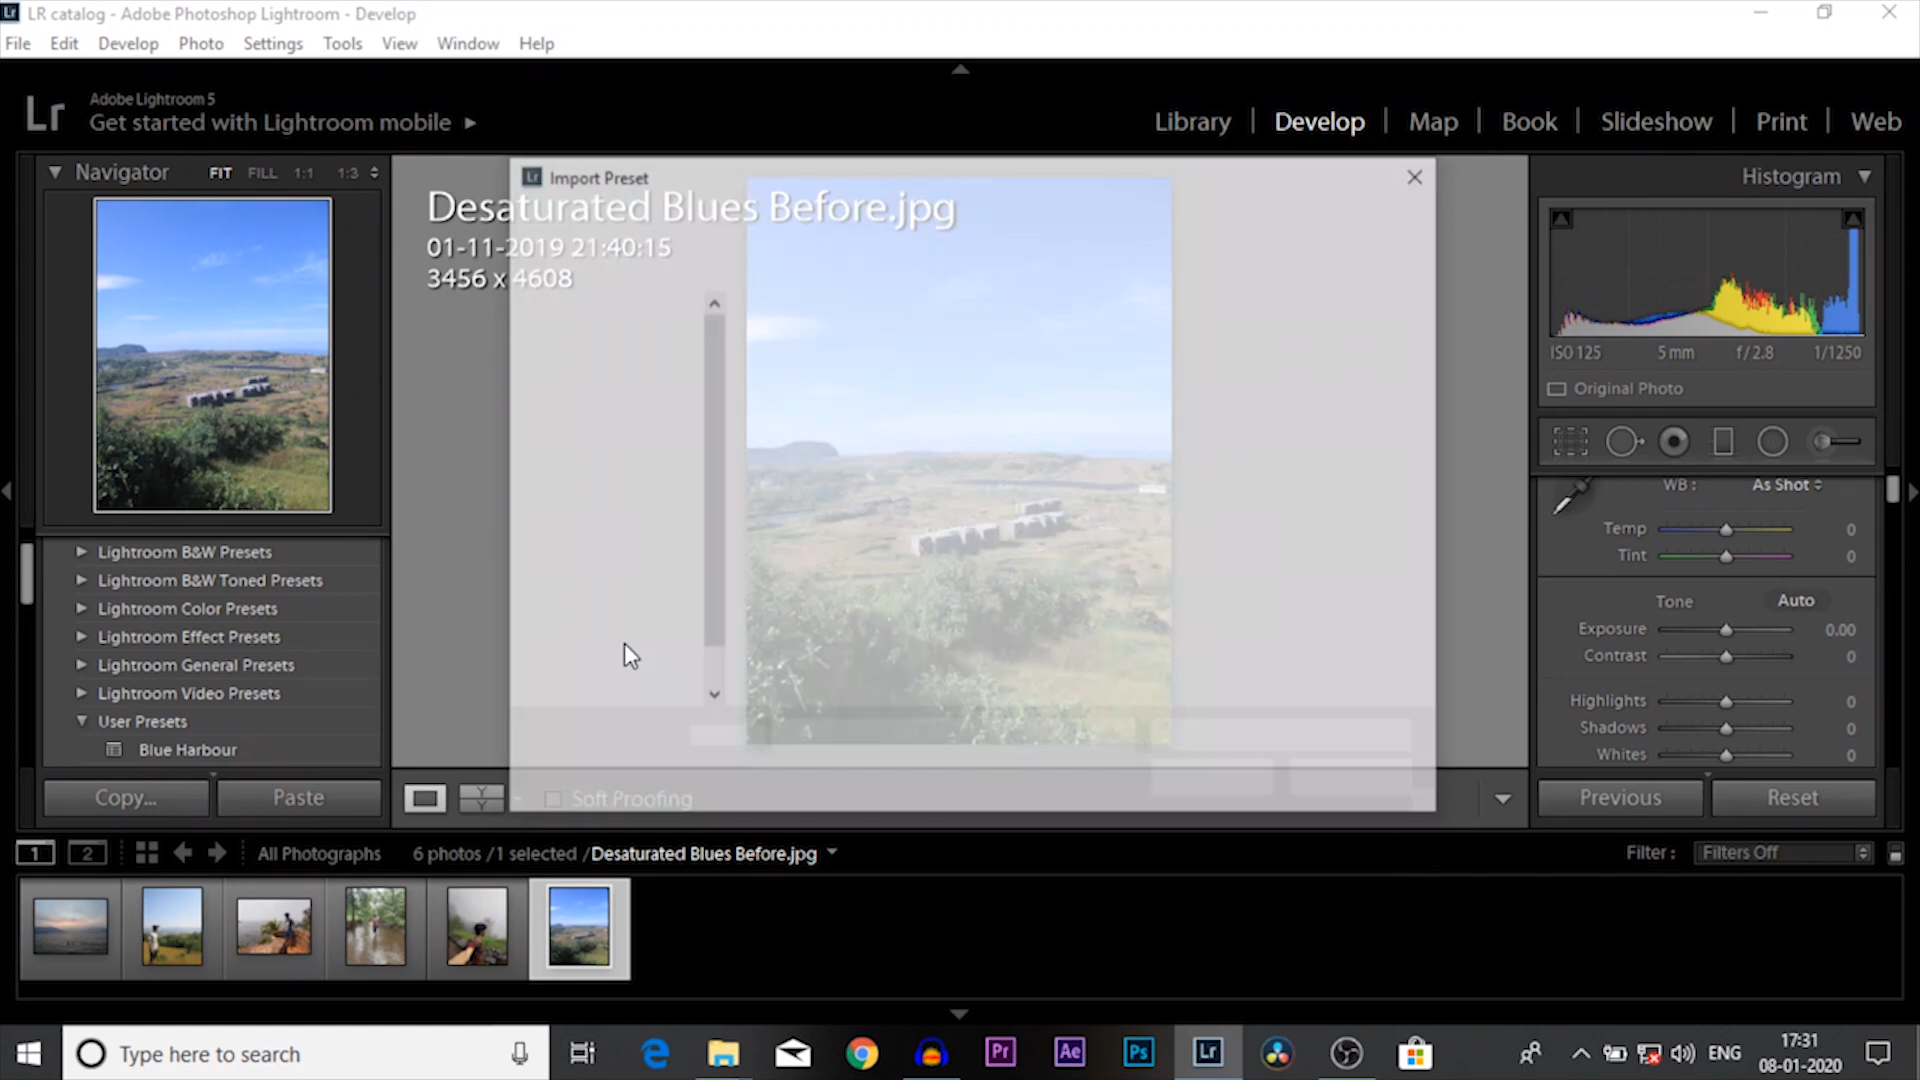 LR catalog - Adobe Photoshop Lightroom - Develop
File Edit Develop Photo Settings Tools View Window Help
Lr
Adobe Lightroom 5
Get started with Lightroom mobile
Library Develop Map Book Slideshow Print Web
Navigator FIT FILL 1:1 1:3
Import Preset
Desaturated Blues Before.jpg
01-11-2019 21:40:15
3456 x 4608
Histogram
ISO 125 5 mm f/2.8 1/1250
Original Photo
WB: As Shot
Temp 0
Tint 0
Tone Auto
Exposure 0.00
Contrast 0
Highlights 0
Shadows 0
Whites 0
Lightroom B&W Presets
Lightroom B&W Toned Presets
Lightroom Color Presets
Lightroom Effect Presets
Lightroom General Presets
Lightroom Video Presets
User Presets
Blue Harbour
Copy... Paste
Y Y
Soft Proofing
Previous Reset
1 2 All Photographs 6 photos /1 selected /Desaturated Blues Before.jpg
Filter: Filters Off
Type here to search
Pr Ae Ps Lr
ENG
17:31
08-01-2020